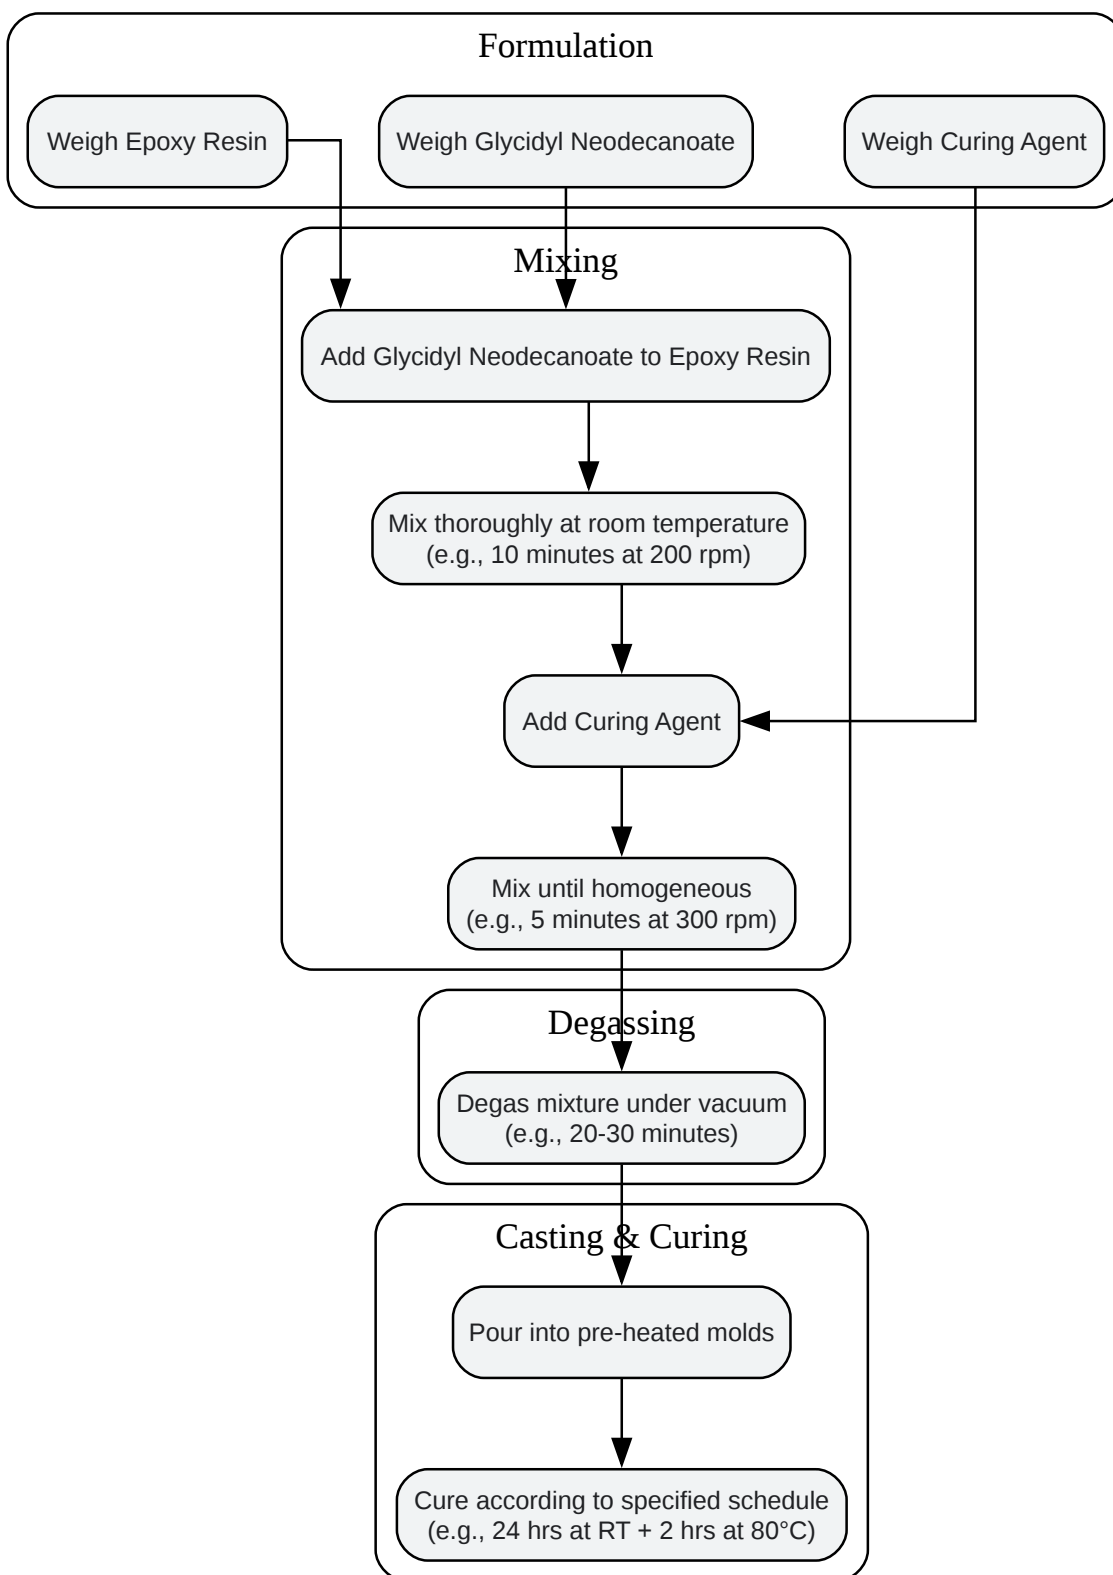 Formulation
Weigh Epoxy Resin
Weigh Glycidyl Neodecanoate
Weigh Curing Agent
Mixing
Add Glycidyl Neodecanoate to Epoxy Resin
Mix thoroughly at room temperature
(e.g., 10 minutes at 200 rpm)
Add Curing Agent
Mix until homogeneous
(e.g., 5 minutes at 300 rpm)
Degassing
Degas mixture under vacuum
(e.g., 20-30 minutes)
Casting & Curing
Pour into pre-heated molds
Cure according to specified schedule
(e.g., 24 hrs at RT + 2 hrs at 80°C)